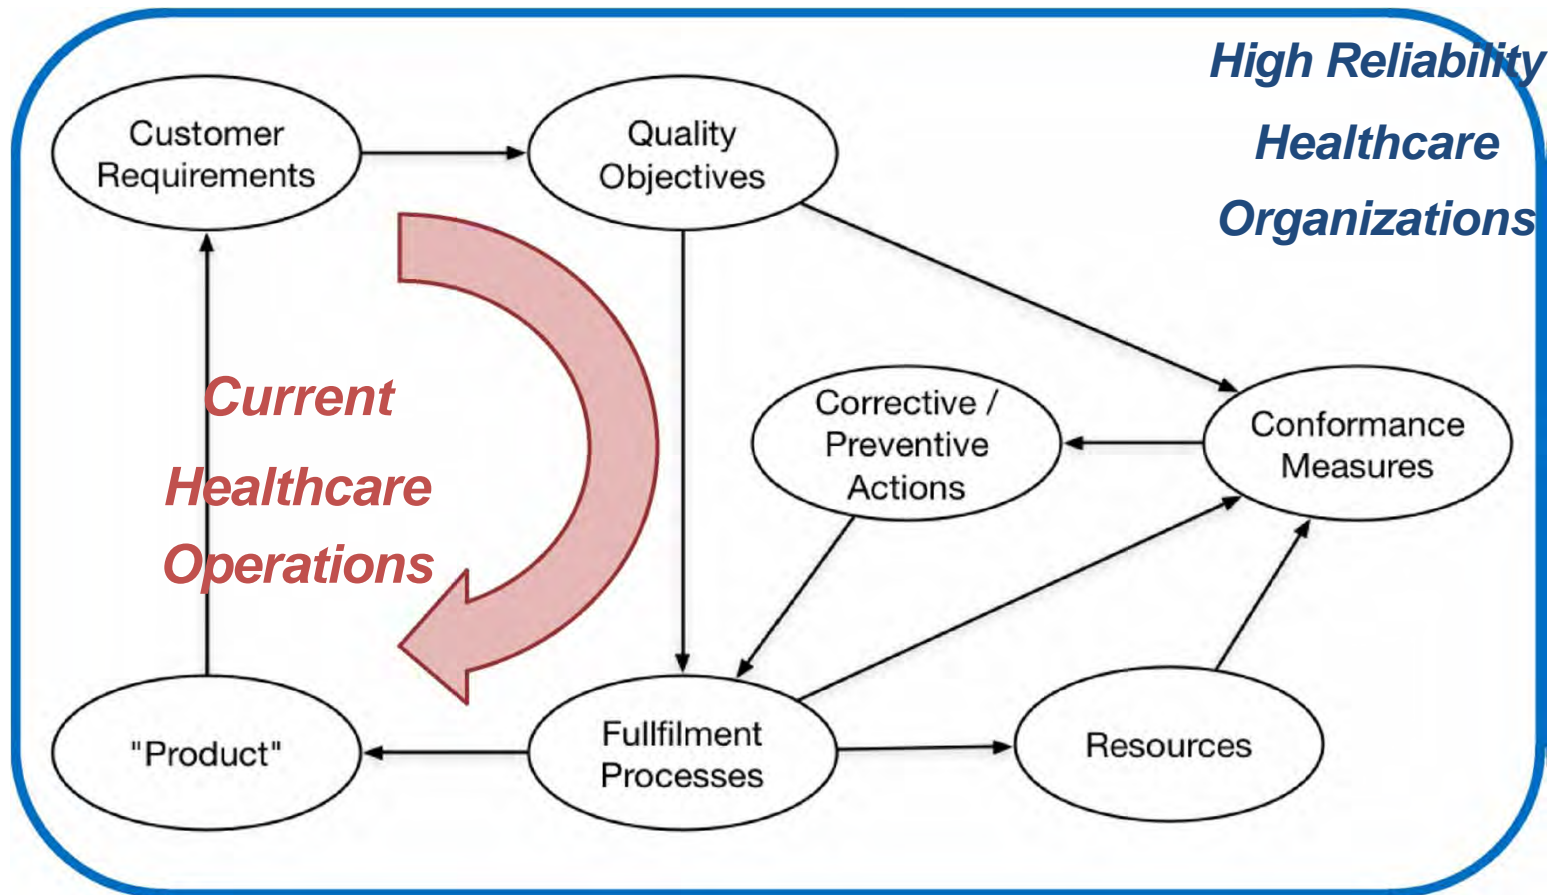 High Reliability
Healthcare
Organizations
Customer
Requirements
Quality
Objectives
Current
Healthcare
Operations
Corrective /
Preventive
Actions
Conformance
Measures
"Product"
Fullfilment
Processes
Resources